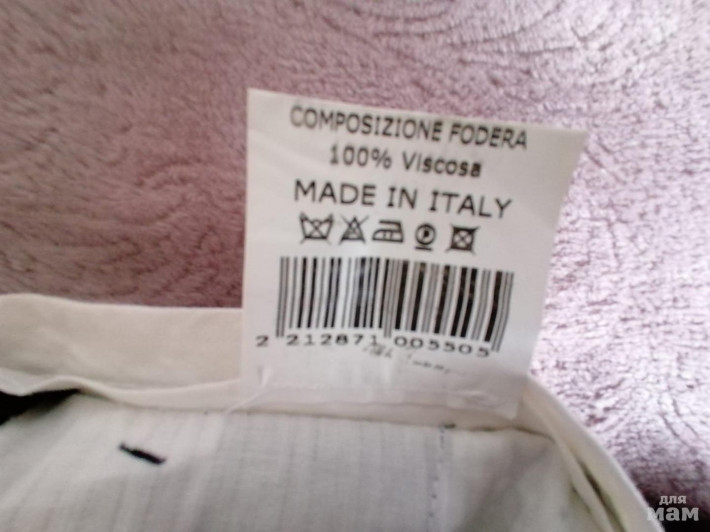 COMPOSIZIONE FODERA
100% Viscosa
MADE IN ITALY
2 212871 005505
для
мам